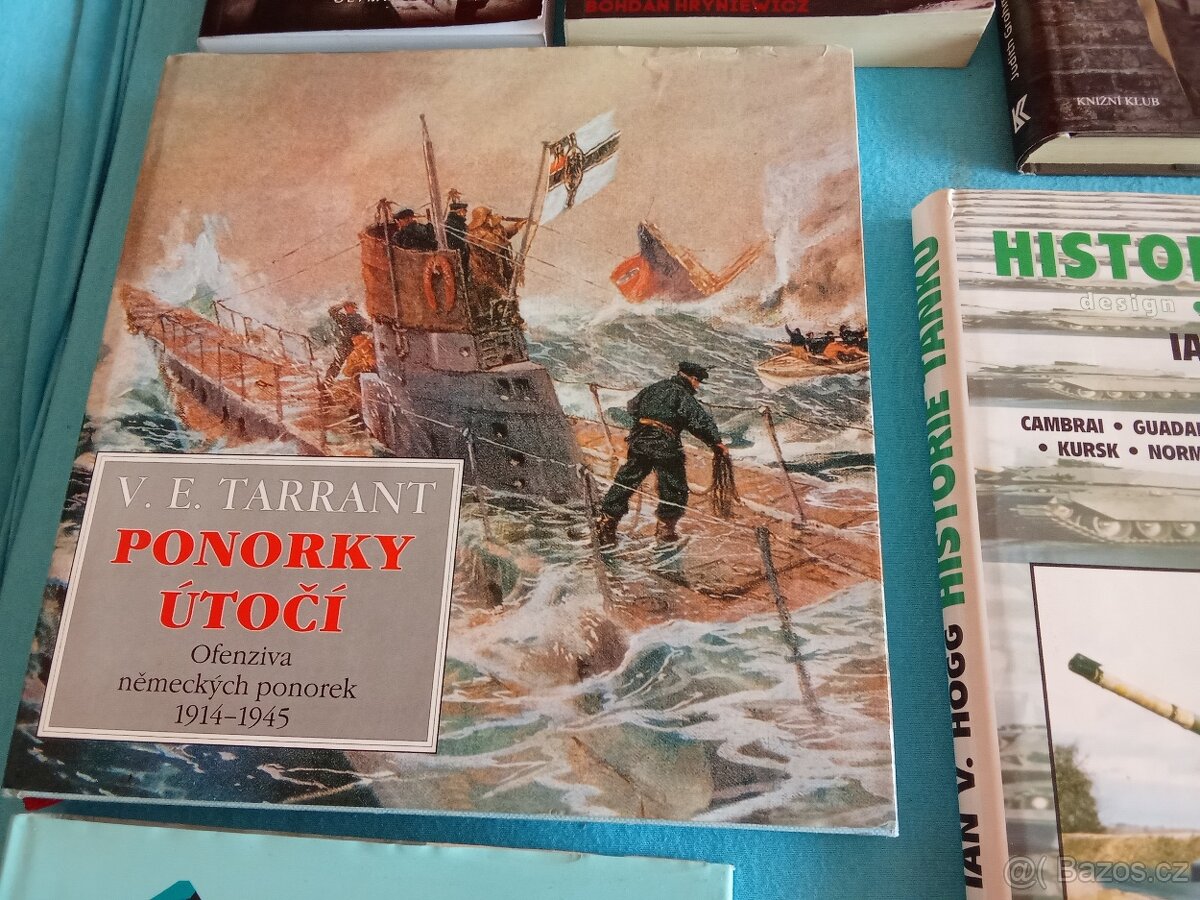 BOHDAN HRYNIEWICZ
KNIŽNÍ KLUB
V. E. TARRANT
PONORKY
ÚTOČÍ
Ofenziva
německých ponorek
1914–1945
IAN V. HOGG HISTORIE TANKŮ
HISTO
design
IA
CAMBRAI • GUADA
• KURSK • NORM
Bazos.cz